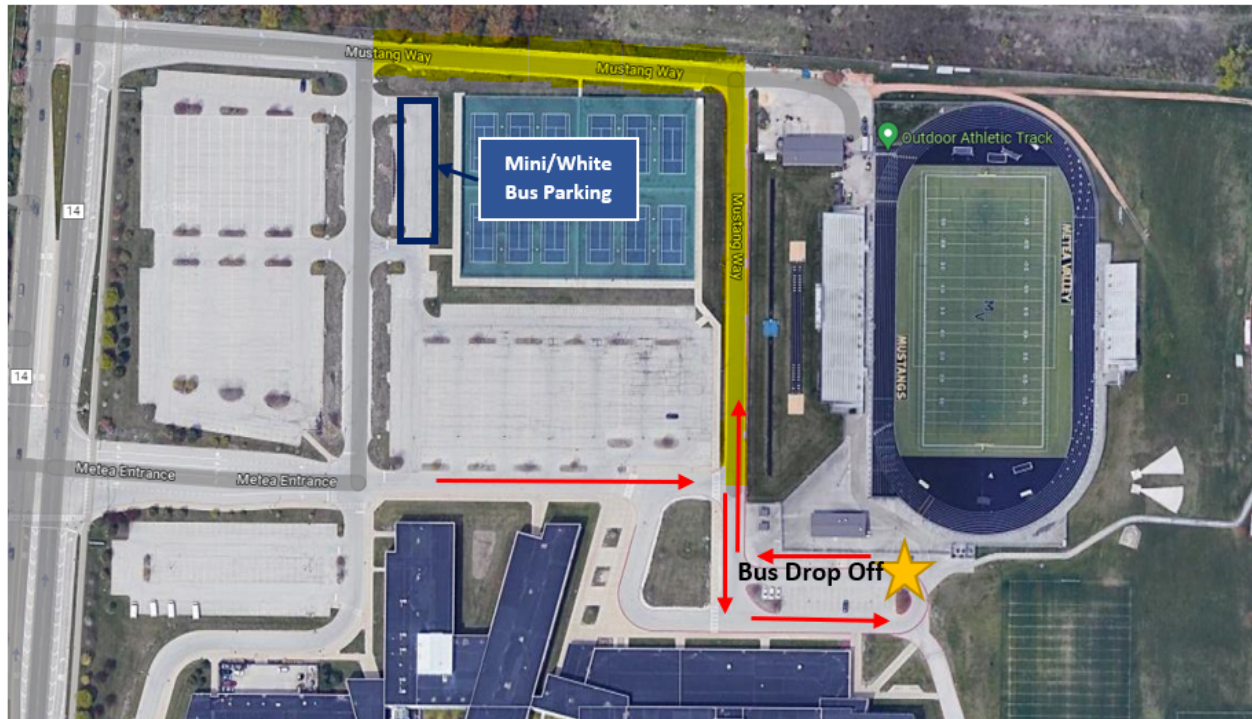 Mustang Way
Mustang Way
Outdoor Athletic Track
Mini/White
Bus Parking
14
Mustang Way
METEA VALLEY
MV
MUSTANGS
14
Metea Entrance
Metea Entrance
Bus Drop Off